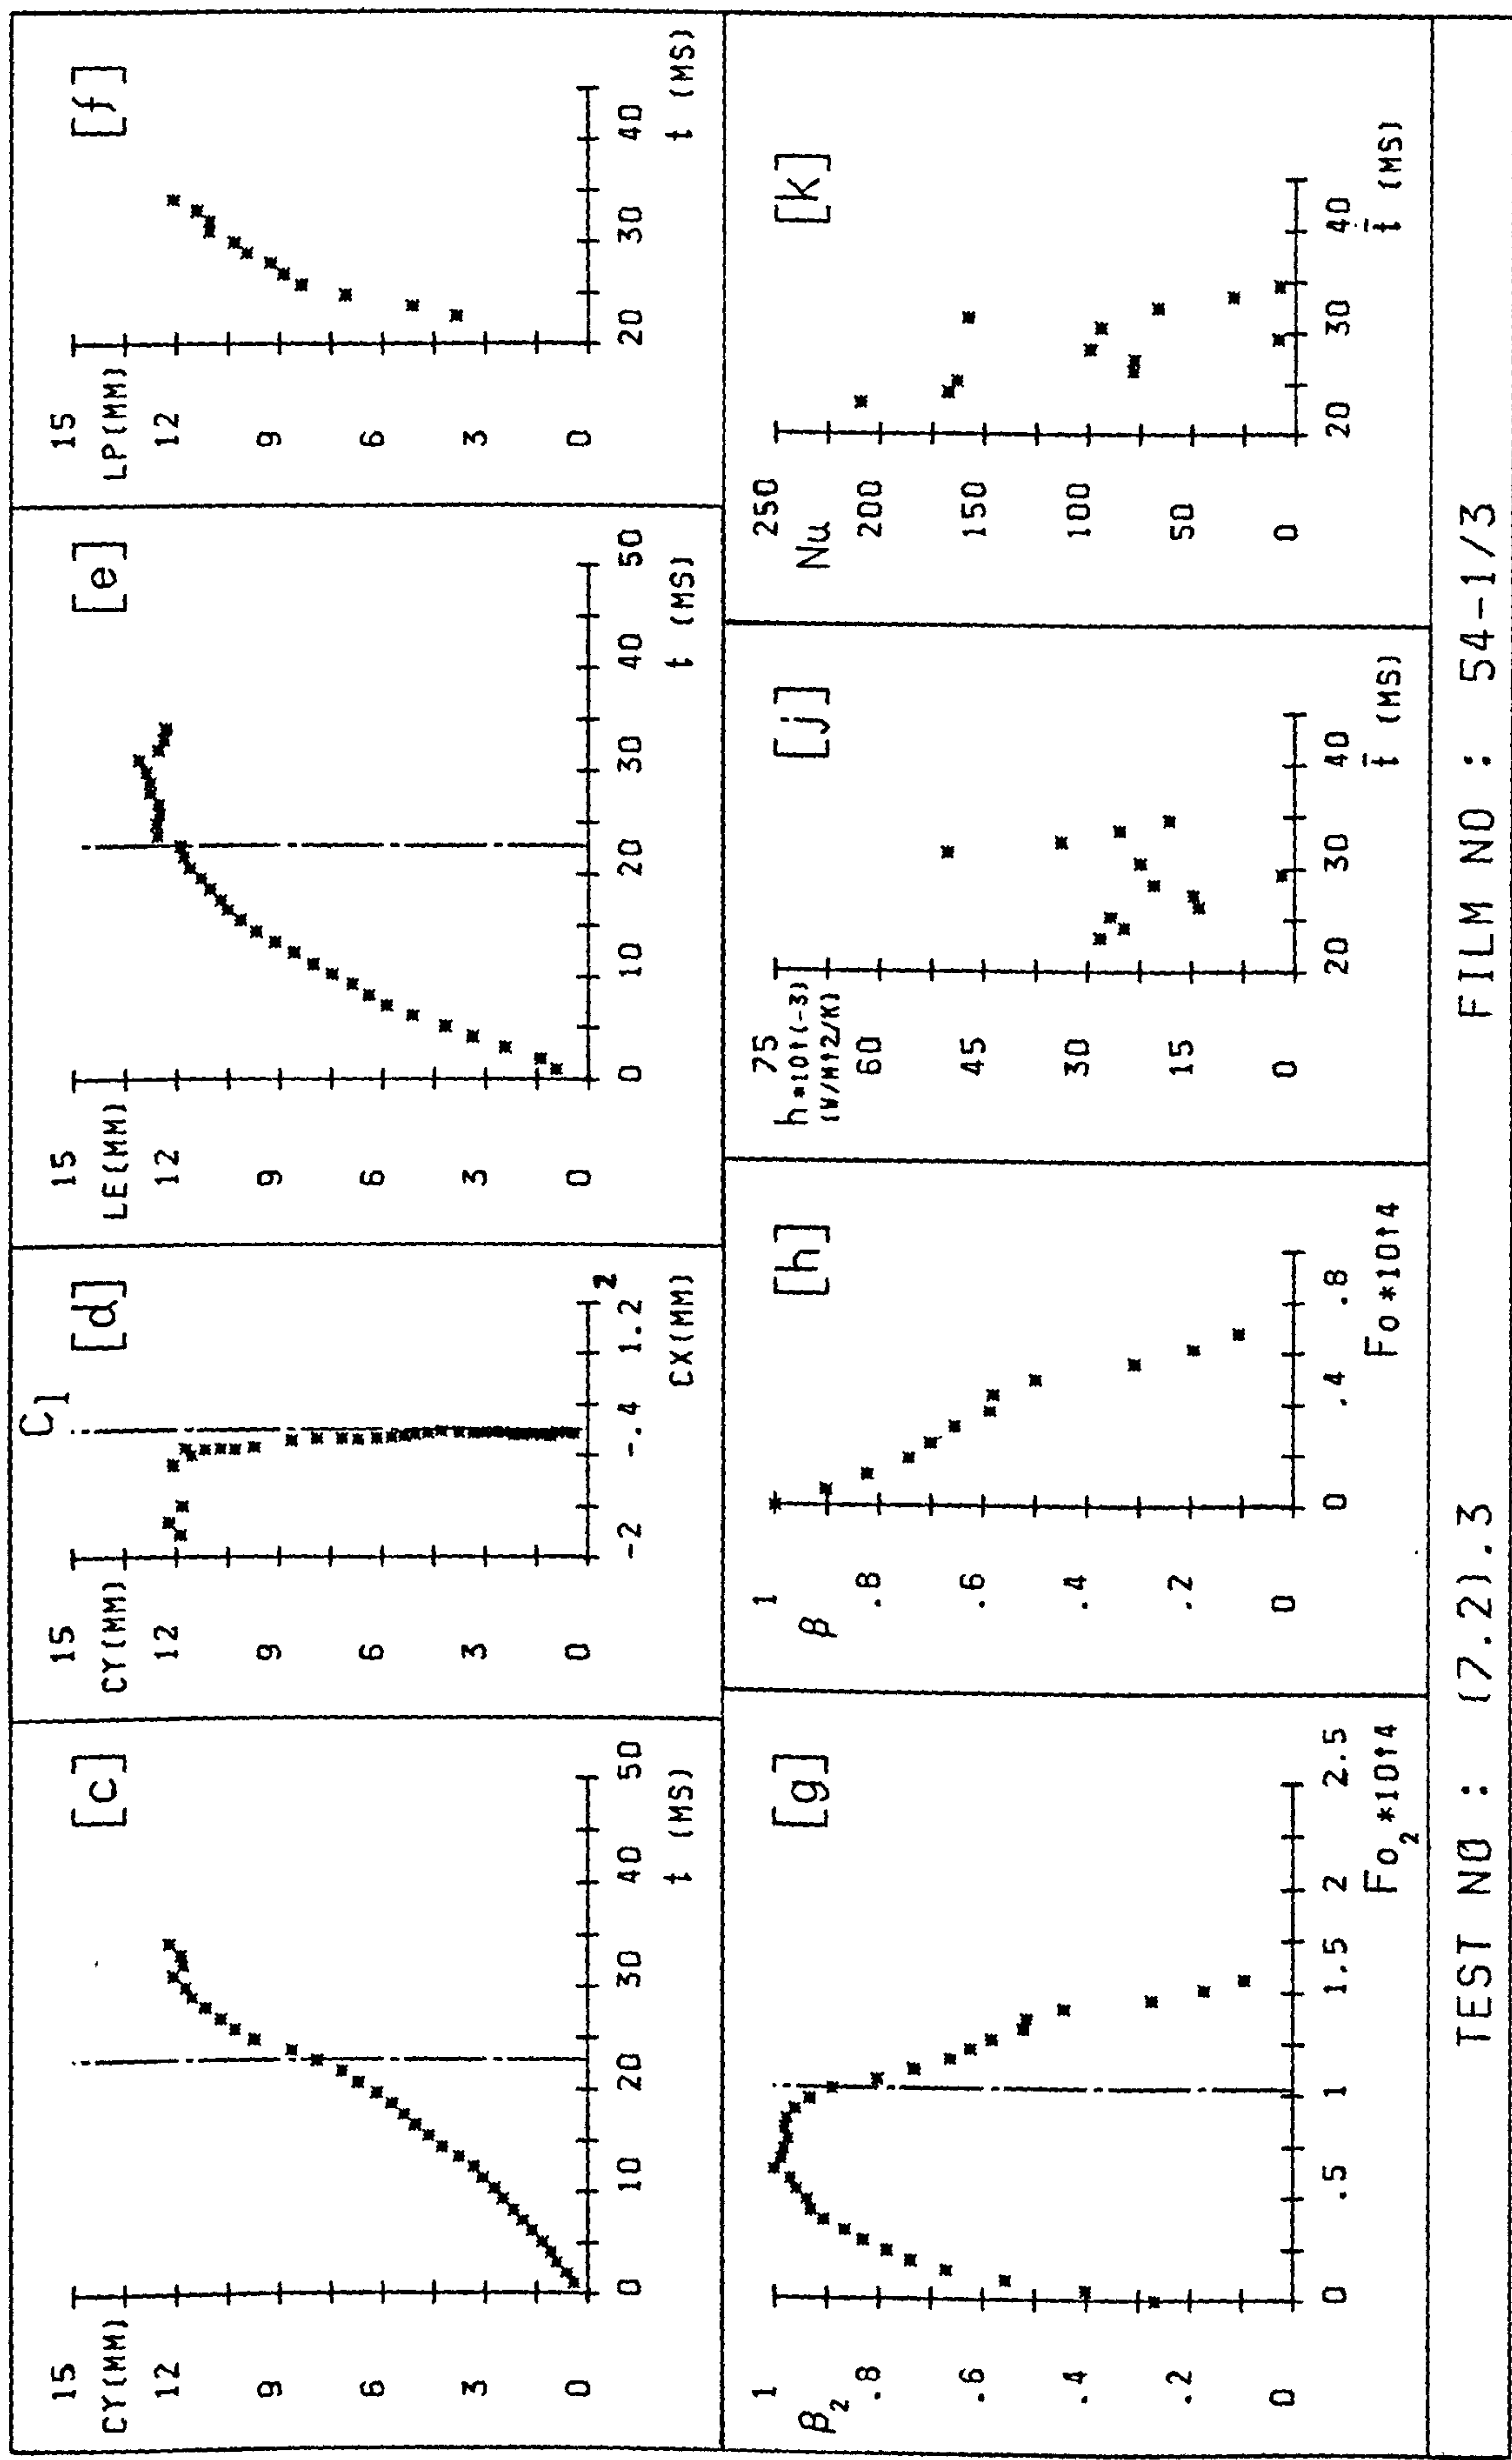 [c]
15
CY(MM)
12
9
6
3
0
0 10 20 30 40 50
t (MS)
C1
[d]
15
CY(MM)
12
9
6
3
0
-2 -.4 .4 1.2 2
CX(MM)
[e]
15
LE(MM)
12
9
6
3
0
0 10 20 30 40 50
t (MS)
[f]
15
LP(MM)
12
9
6
3
0
20 30 40
t (MS)
[g]
1
β2
.8
.6
.4
.2
0
0 .5 1 1.5 2 2.5
Fo2 *10↑4
[h]
1
β
.8
.6
.4
.2
0
0 .4 .8
Fo *10↑4
[j]
75
h*10↑(-3)
(W/M↑2/K)
60
45
30
15
0
20 30 40
t̄ (MS)
[k]
250
Nu
200
150
100
50
0
20 30 40
t̄ (MS)
TEST NO : (7.2).3 FILM NO : 54-1/3